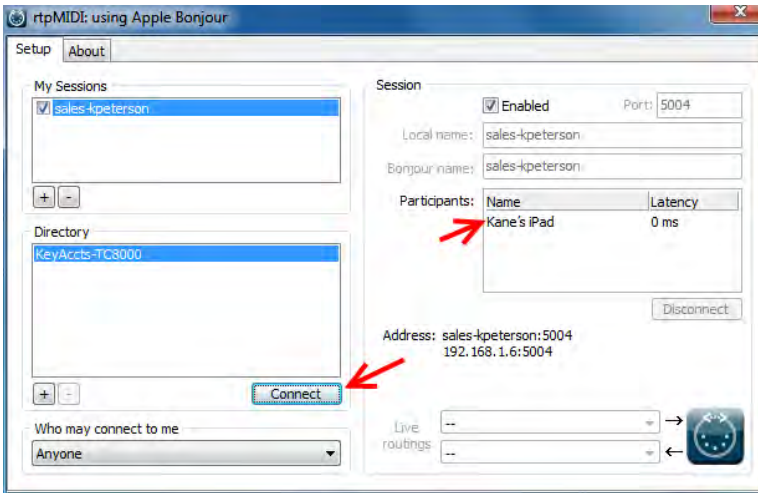 rtpMIDI: using Apple Bonjour
Setup
About
My Sessions
sales-kpeterson
+
-
Directory
KeyAccts-TC8000
+
-
Connect
Who may connect to me
Anyone
Session
Enabled
Port: 5004
Local name: sales-kpeterson
Bonjour name: sales-kpeterson
Participants: Name Latency
Kane's iPad 0 ms
Disconnect
Address: sales-kpeterson:5004
192.168.1.6:5004
Live
routings
--
--